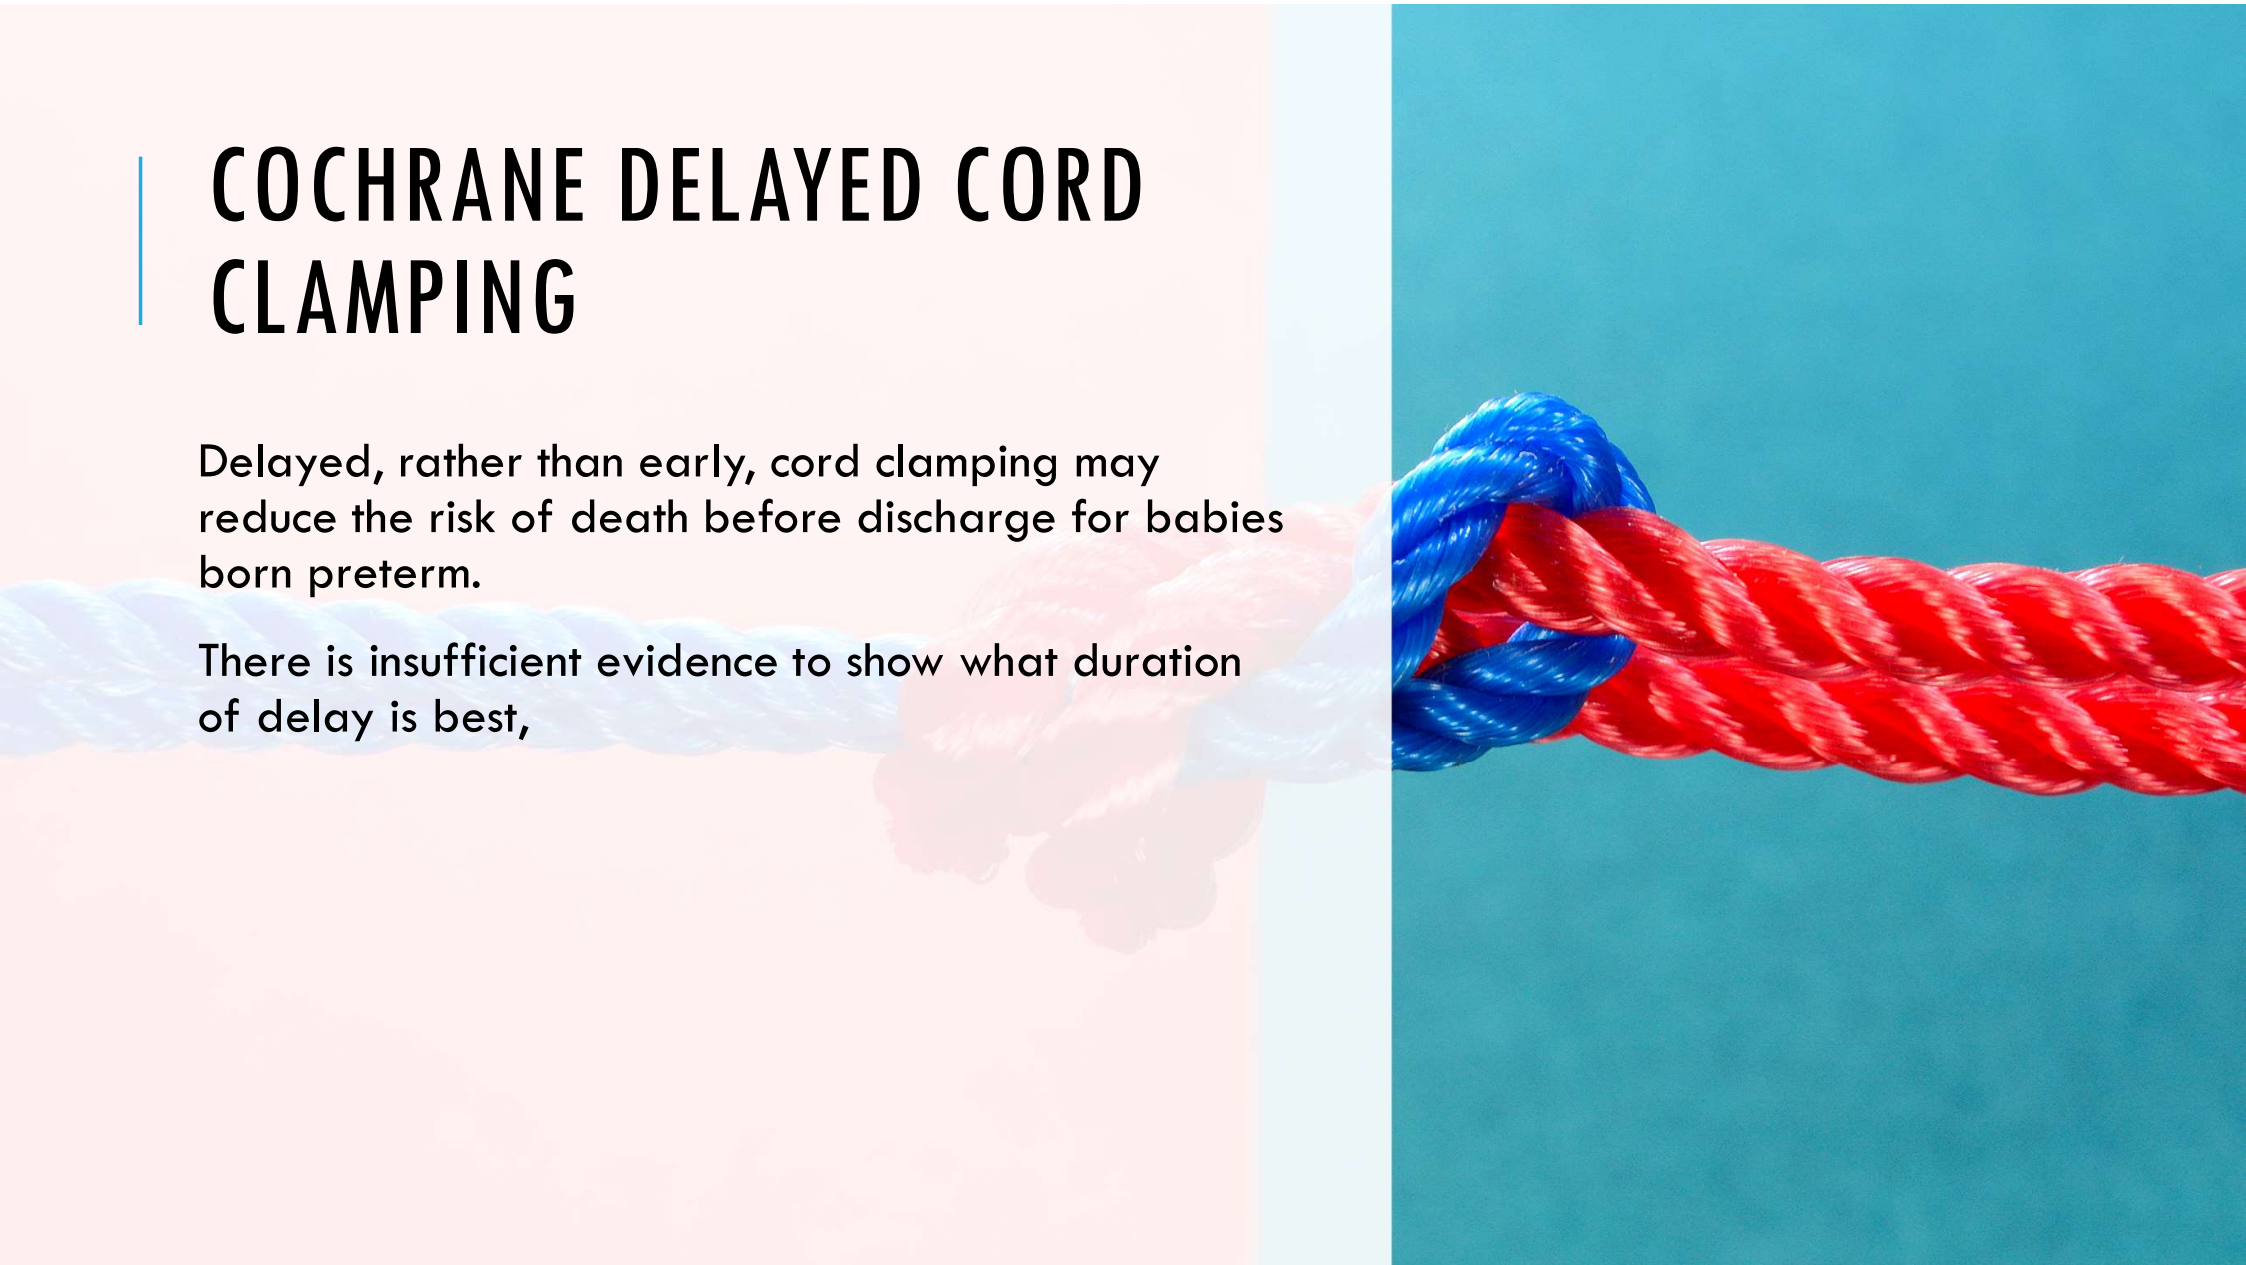 COCHRANE DELAYED CORD
CLAMPING
Delayed, rather than early, cord clamping may
reduce the risk of death before discharge for babies
born preterm.
There is insufficient evidence to show what duration
of delay is best,